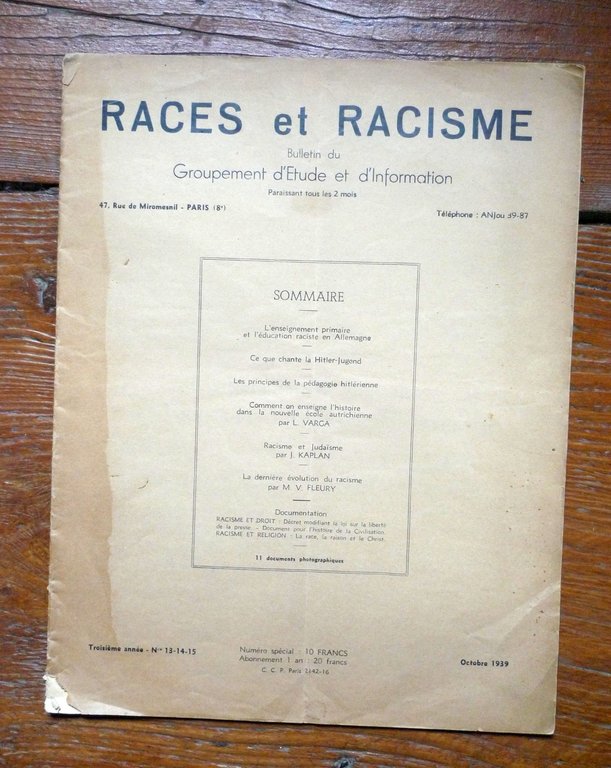 RACES et RACISME
Bulletin du
Groupement d'Etude et d'Information
Paraissant tous les 2 mois
47, Rue de Miromesnil - PARIS (8e)
Téléphone : ANJou 39-87
SOMMAIRE
L'enseignement primaire
et l'éducation raciste en Allemagne
Ce que chante la Hitler-Jugend
Les principes de la pédagogie hitlérienne
Comment on enseigne l'histoire
dans la nouvelle école autrichienne
par L. VARGA
Racisme et Judaïsme
par J. KAPLAN
La dernière évolution du racisme
par M. V. FLEURY
Documentation
RACISME ET DROIT : Décret modifiant la loi sur la liberté
de la presse. - Document pour l'histoire de la Civilisation.
RACISME ET RELIGION : La race, la raison et le Christ.
11 documents photographiques
Troisième année - Nos 13-14-15
Numéro spécial : 10 FRANCS
Abonnement 1 an : 20 francs
C. C. P. Paris 2142-16
Octobre 1939